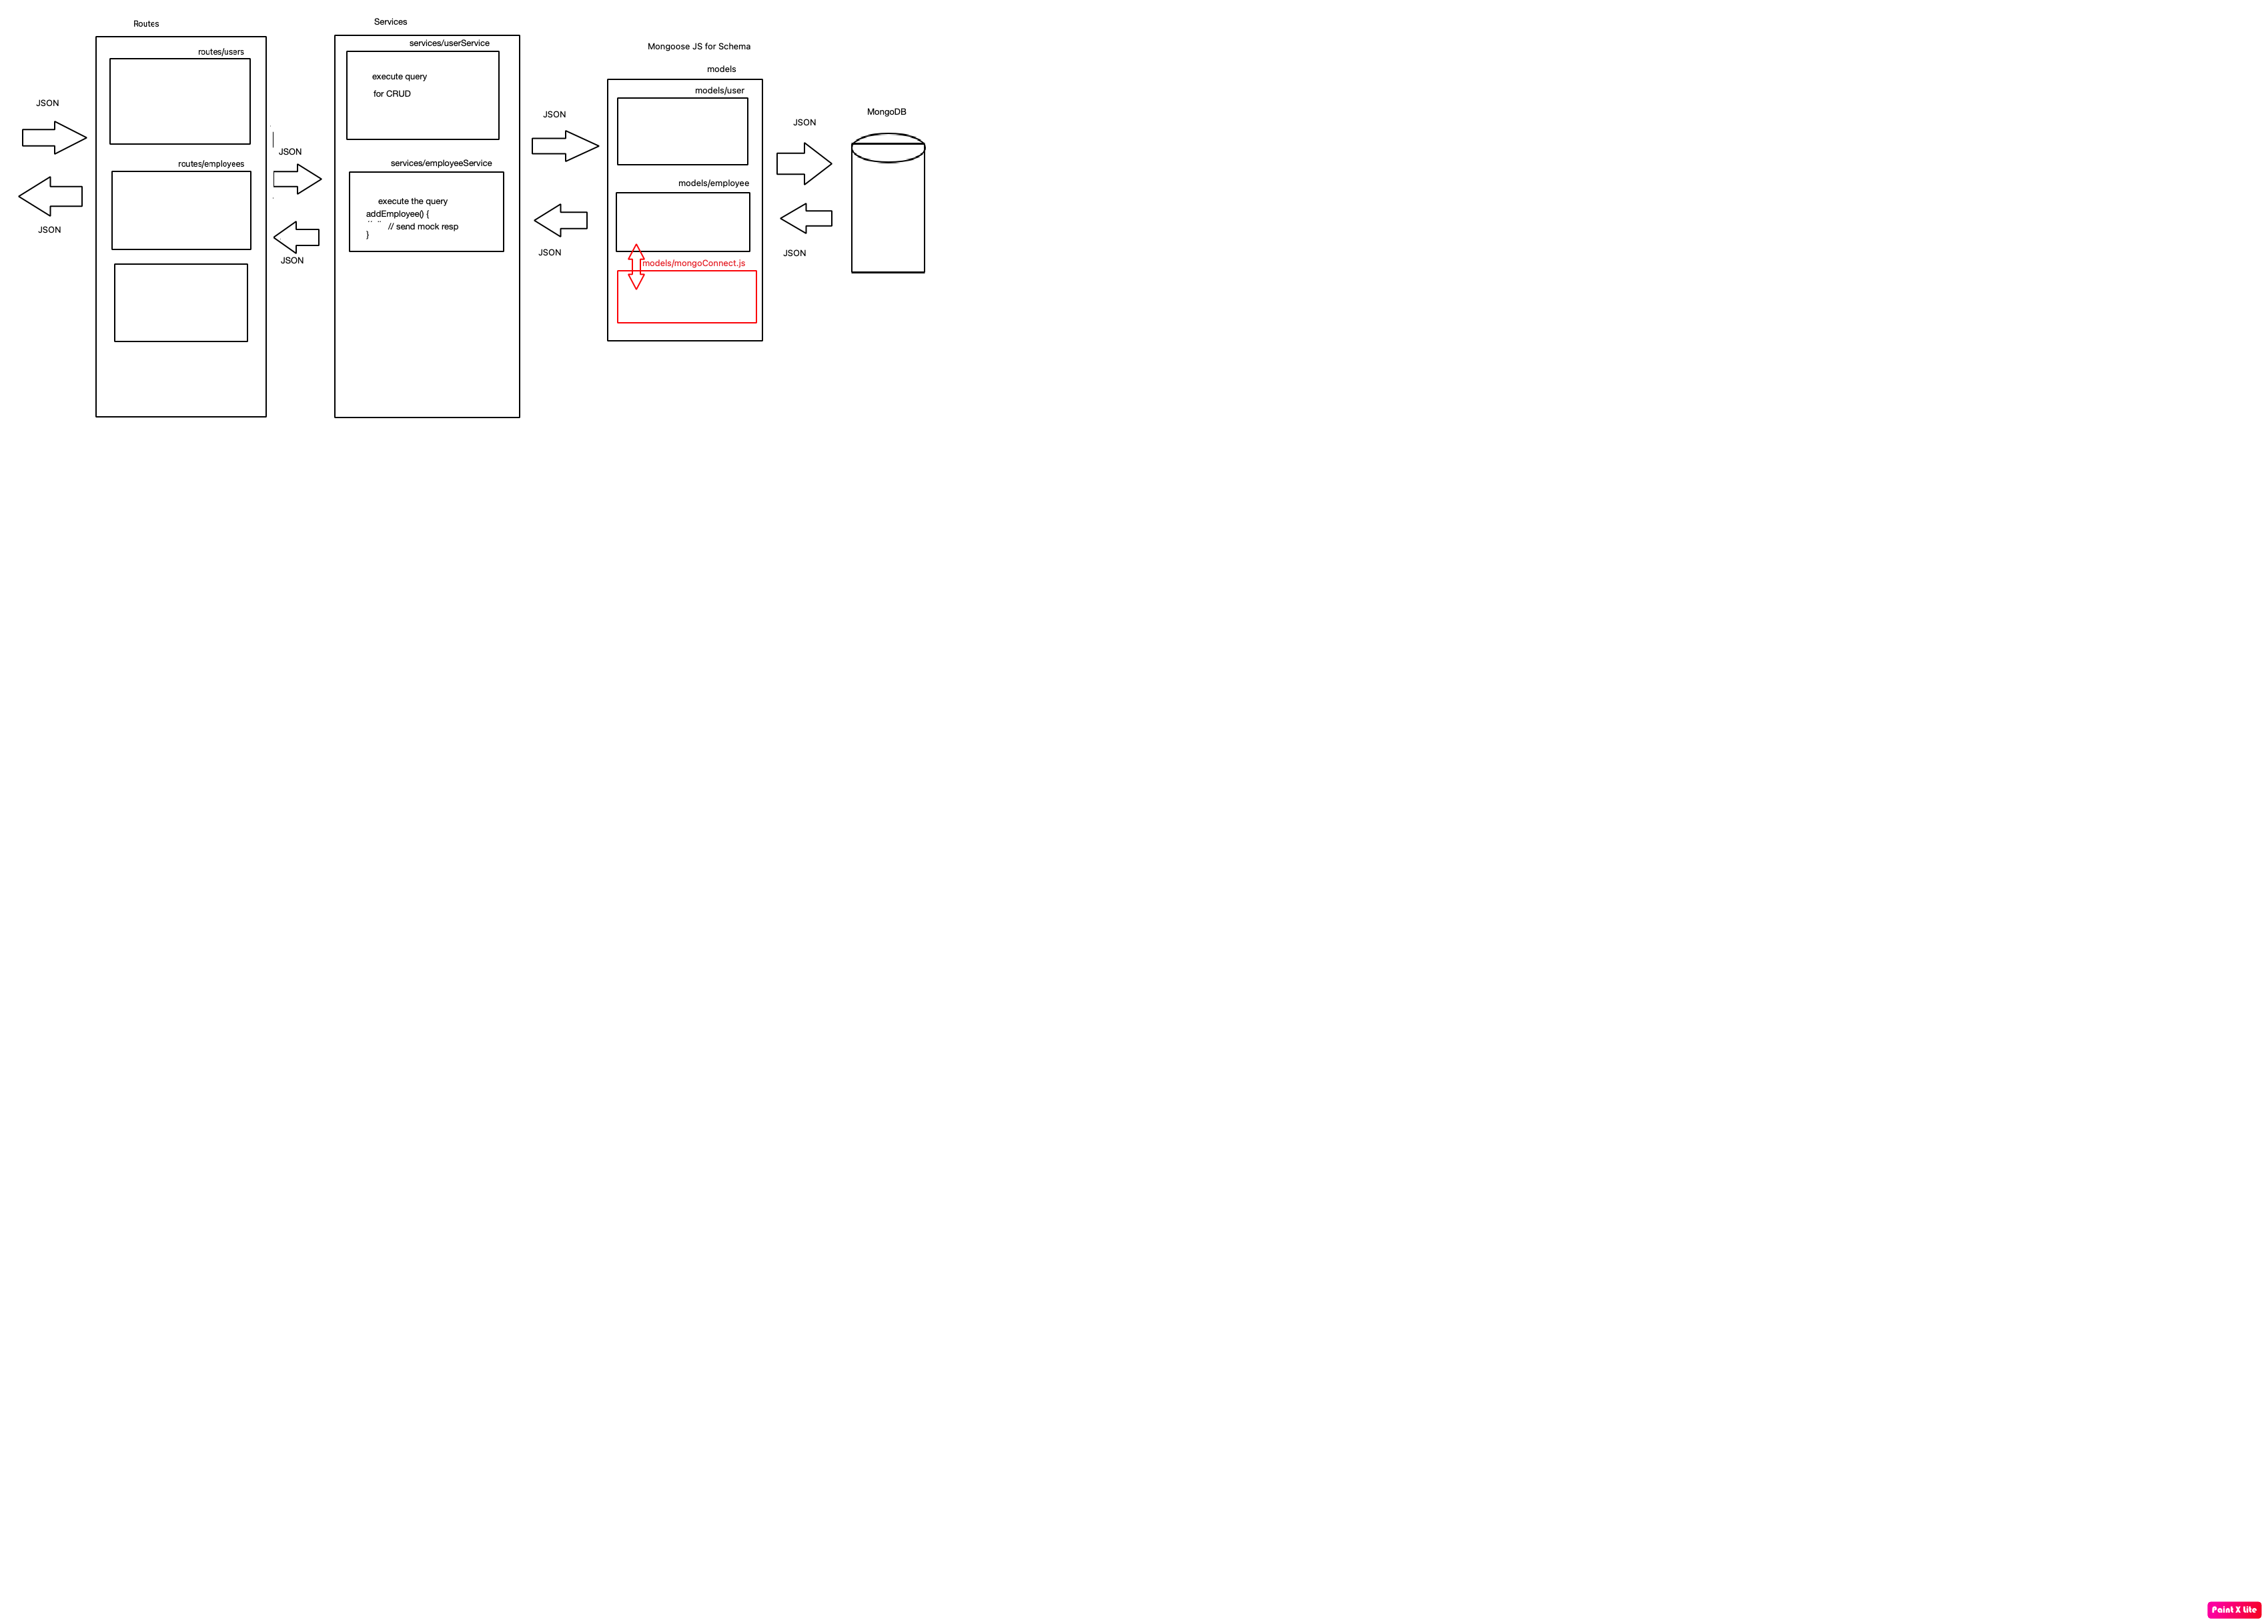 Routes
routes/users
JSON
routes/employees
JSON
JSON
JSON
Services
services/userService
execute query
for CRUD
services/employeeService
execute the query
addEmployee() {
// send mock resp
}
JSON
JSON
Mongoose JS for Schema
models
models/user
models/employee
models/mongoConnect.js
JSON
JSON
MongoDB
Paint X Lite